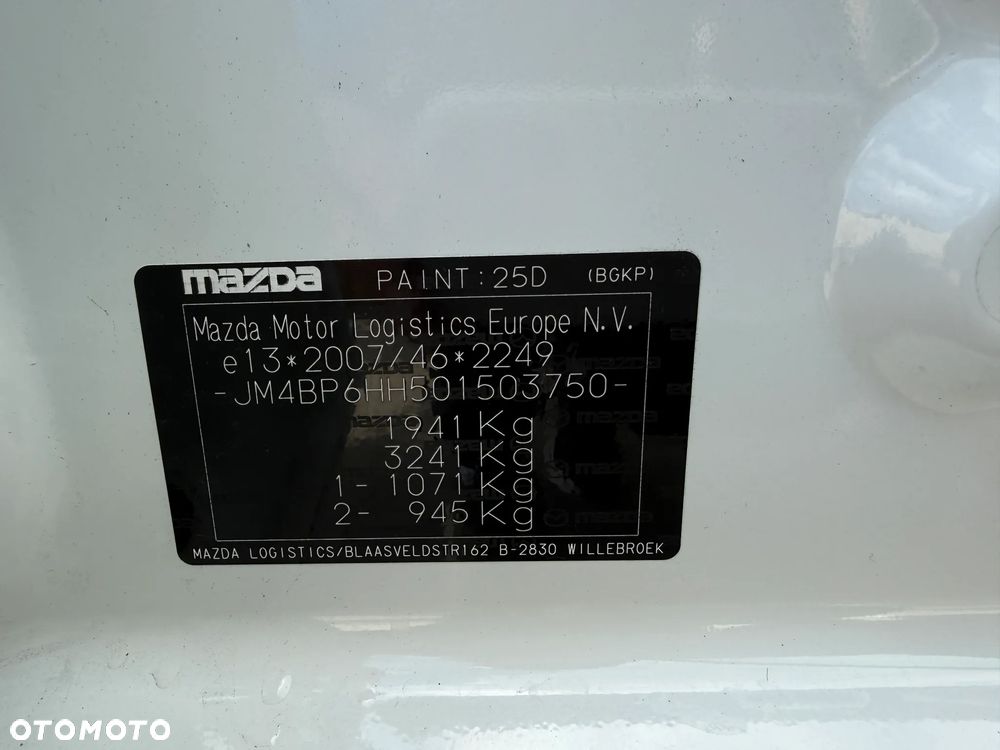 mazda PAINT:25D (BGKP)
Mazda Motor Logistics Europe N.V.
e13*2007/46*2249
-JM4BP6HH501503750-
1941 Kg
3241 Kg
1- 1071 Kg
2- 945 Kg
MAZDA LOGISTICS/BLAASVELDSTR162 B-2830 WILLEBROEK
OTOMOTO